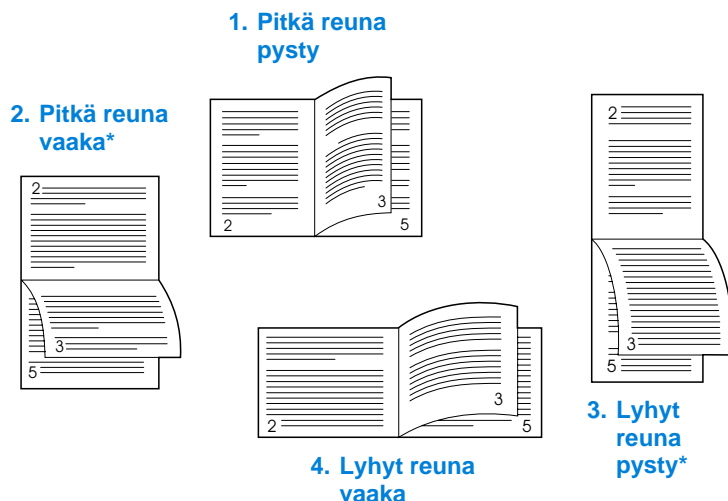 1. Pitkä reuna
pysty
2. Pitkä reuna
vaaka*
2
3
5
2
3
5
2
3
5
2
3
5
4. Lyhyt reuna
vaaka
3. Lyhyt
reuna
pysty*